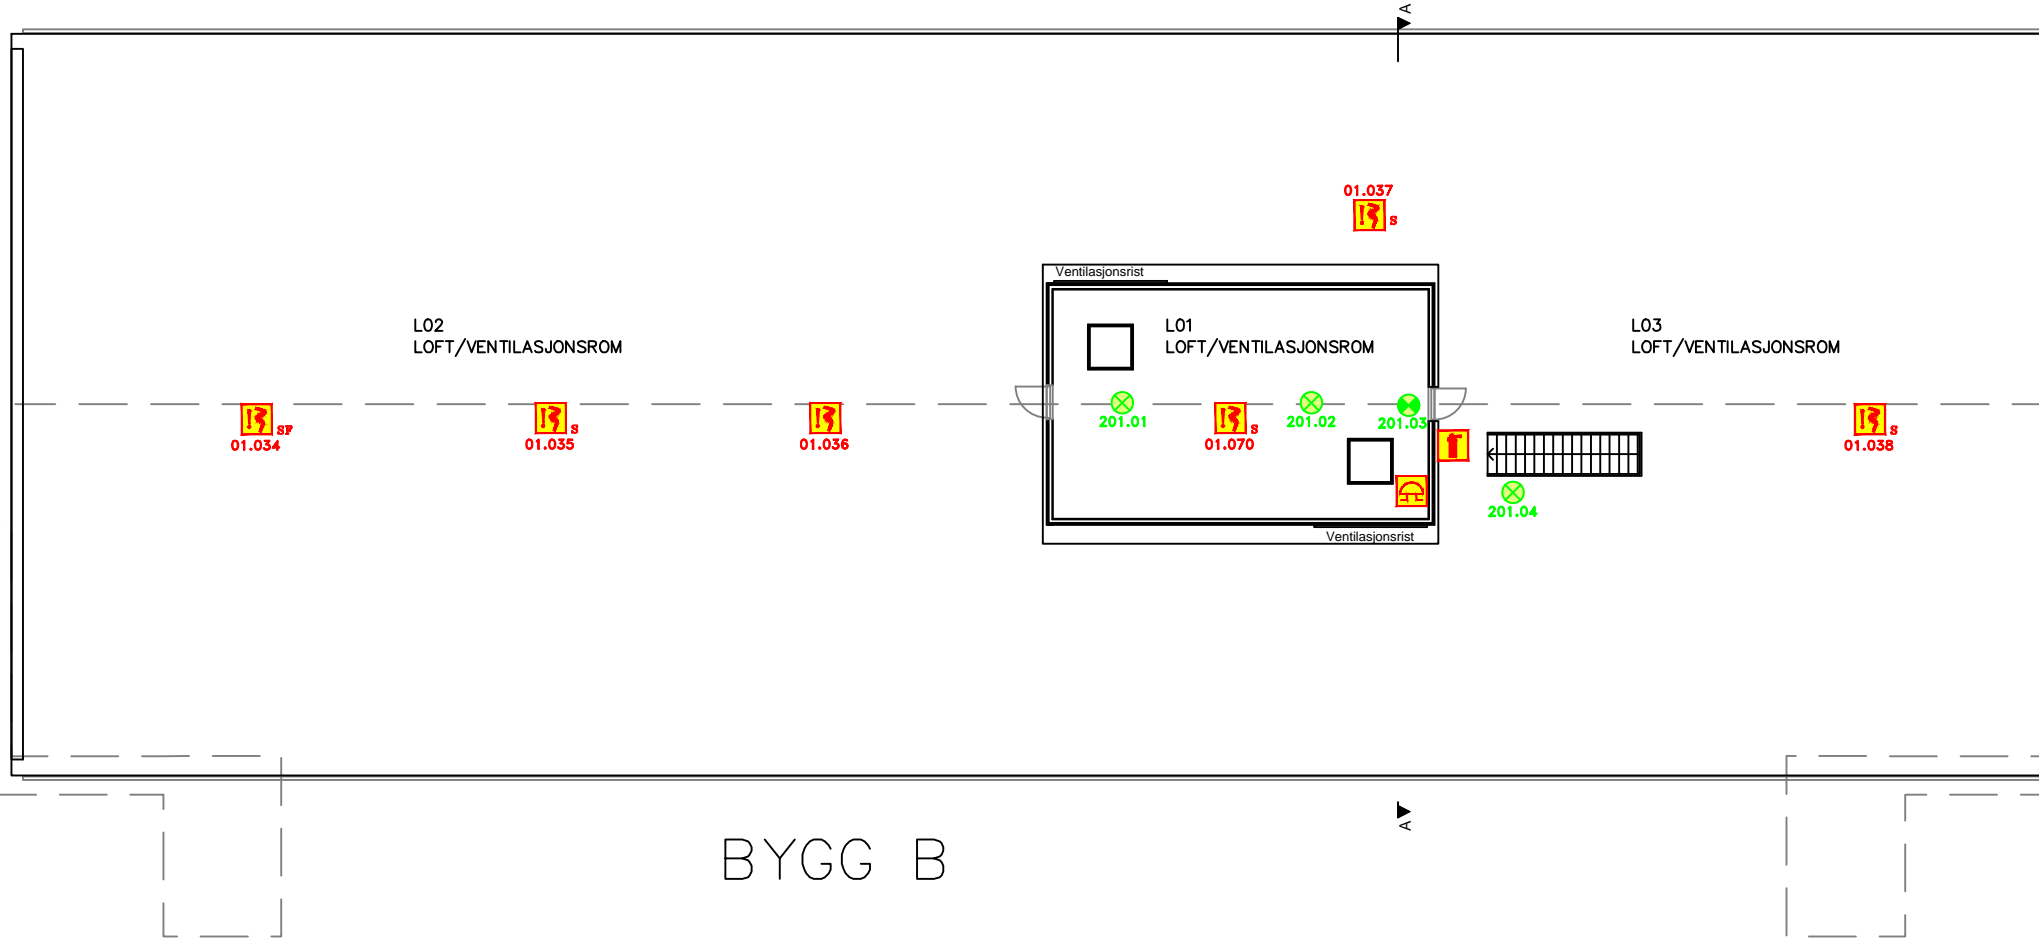 A
01.037
S
Ventilasjonsrist
L02
LOFT/VENTILASJONSROM
L01
LOFT/VENTILASJONSROM
L03
LOFT/VENTILASJONSROM
SF
01.034
S
01.035
01.036
201.01
S
01.070
201.02
201.03
S
01.038
201.04
Ventilasjonsrist
A
BYGG B